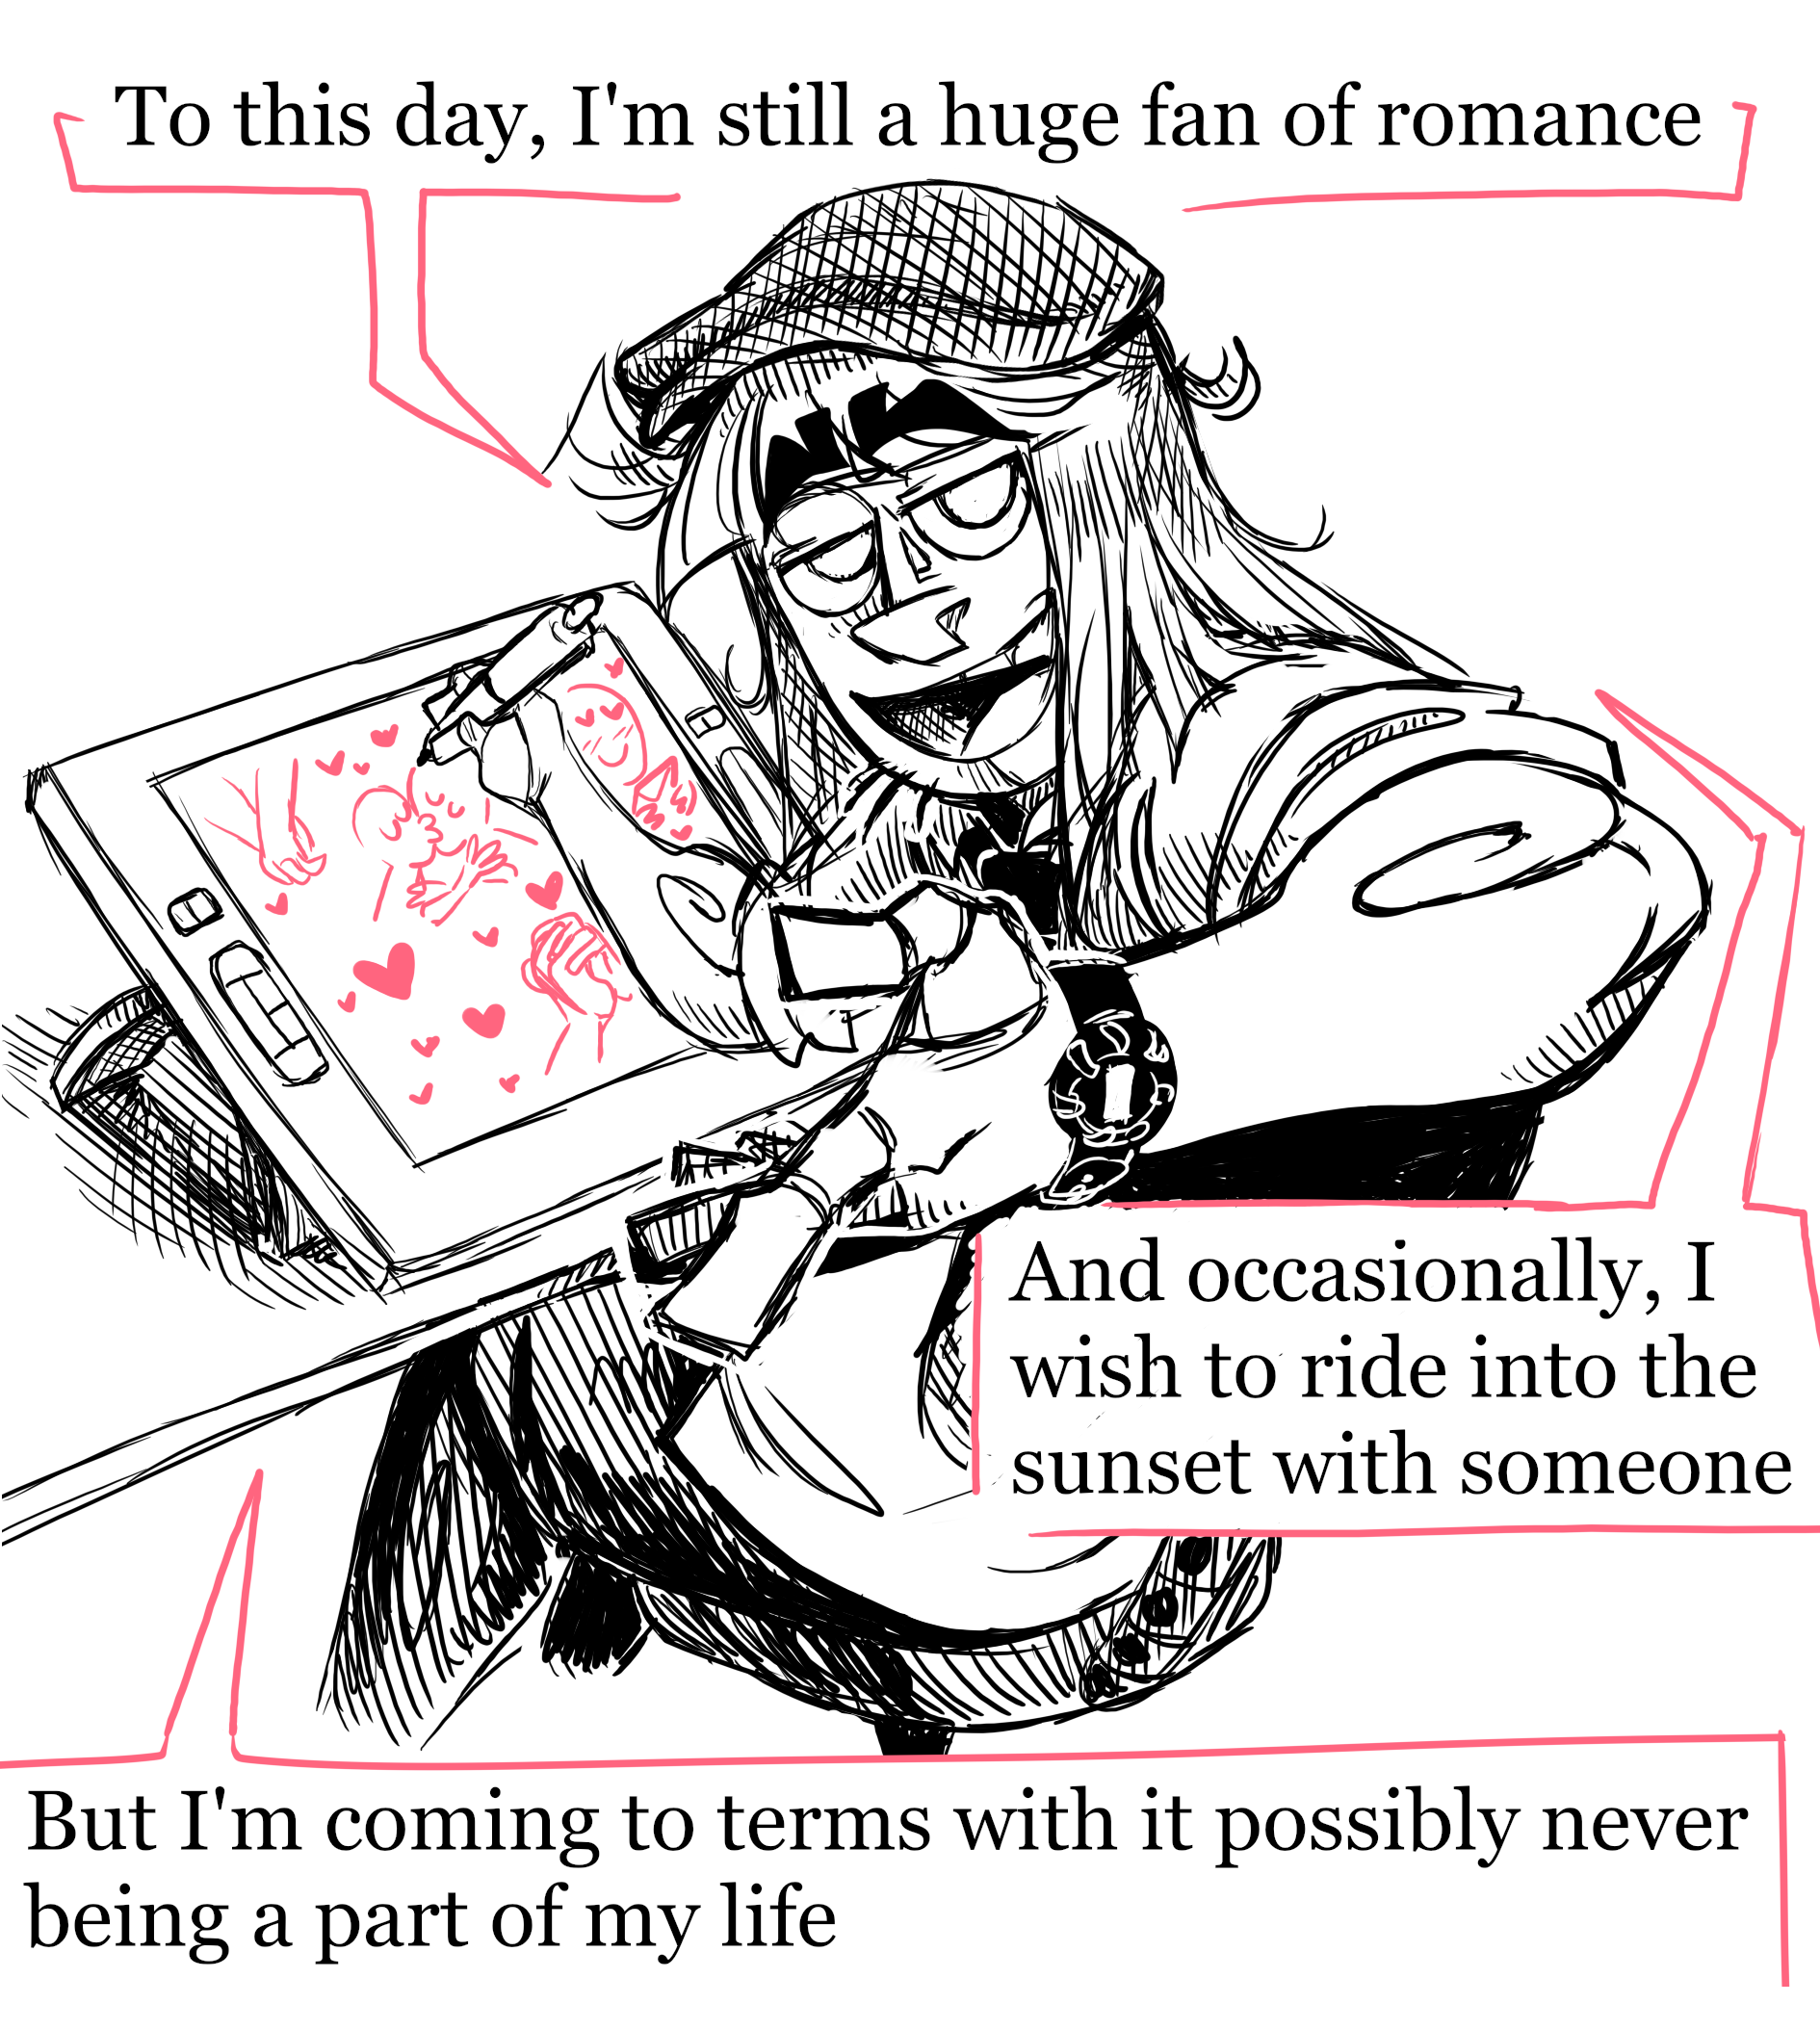 To this day, I'm still a huge fan of romance
And occasionally, I
wish to ride into the
sunset with someone
But I'm coming to terms with it possibly never
being a part of my life